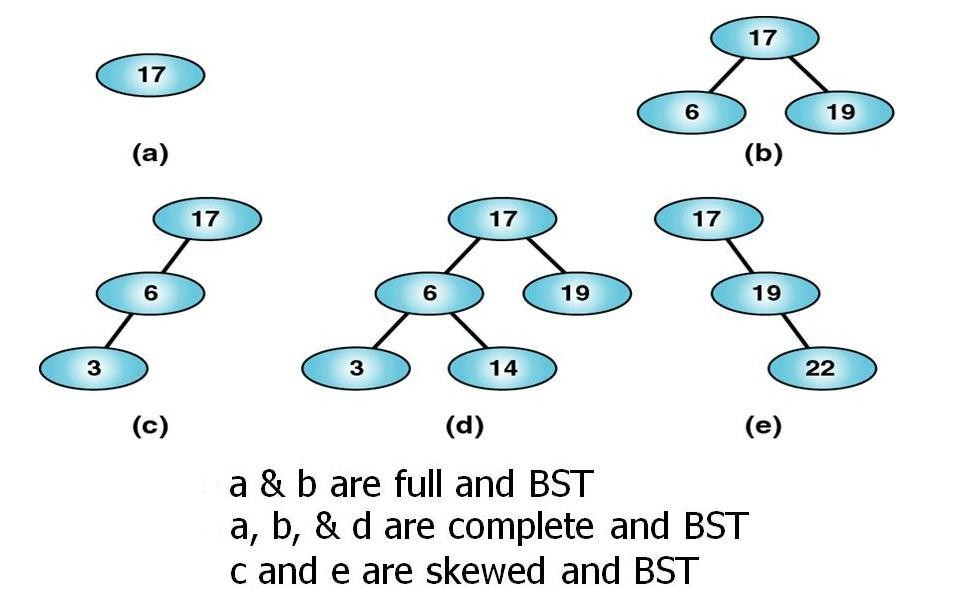 17
(a)
17
6 19
(b)
17
6
3
(c)
17
6 19
3 14
(d)
17
19
22
(e)
a & b are full and BST
a, b, & d are complete and BST
c and e are skewed and BST